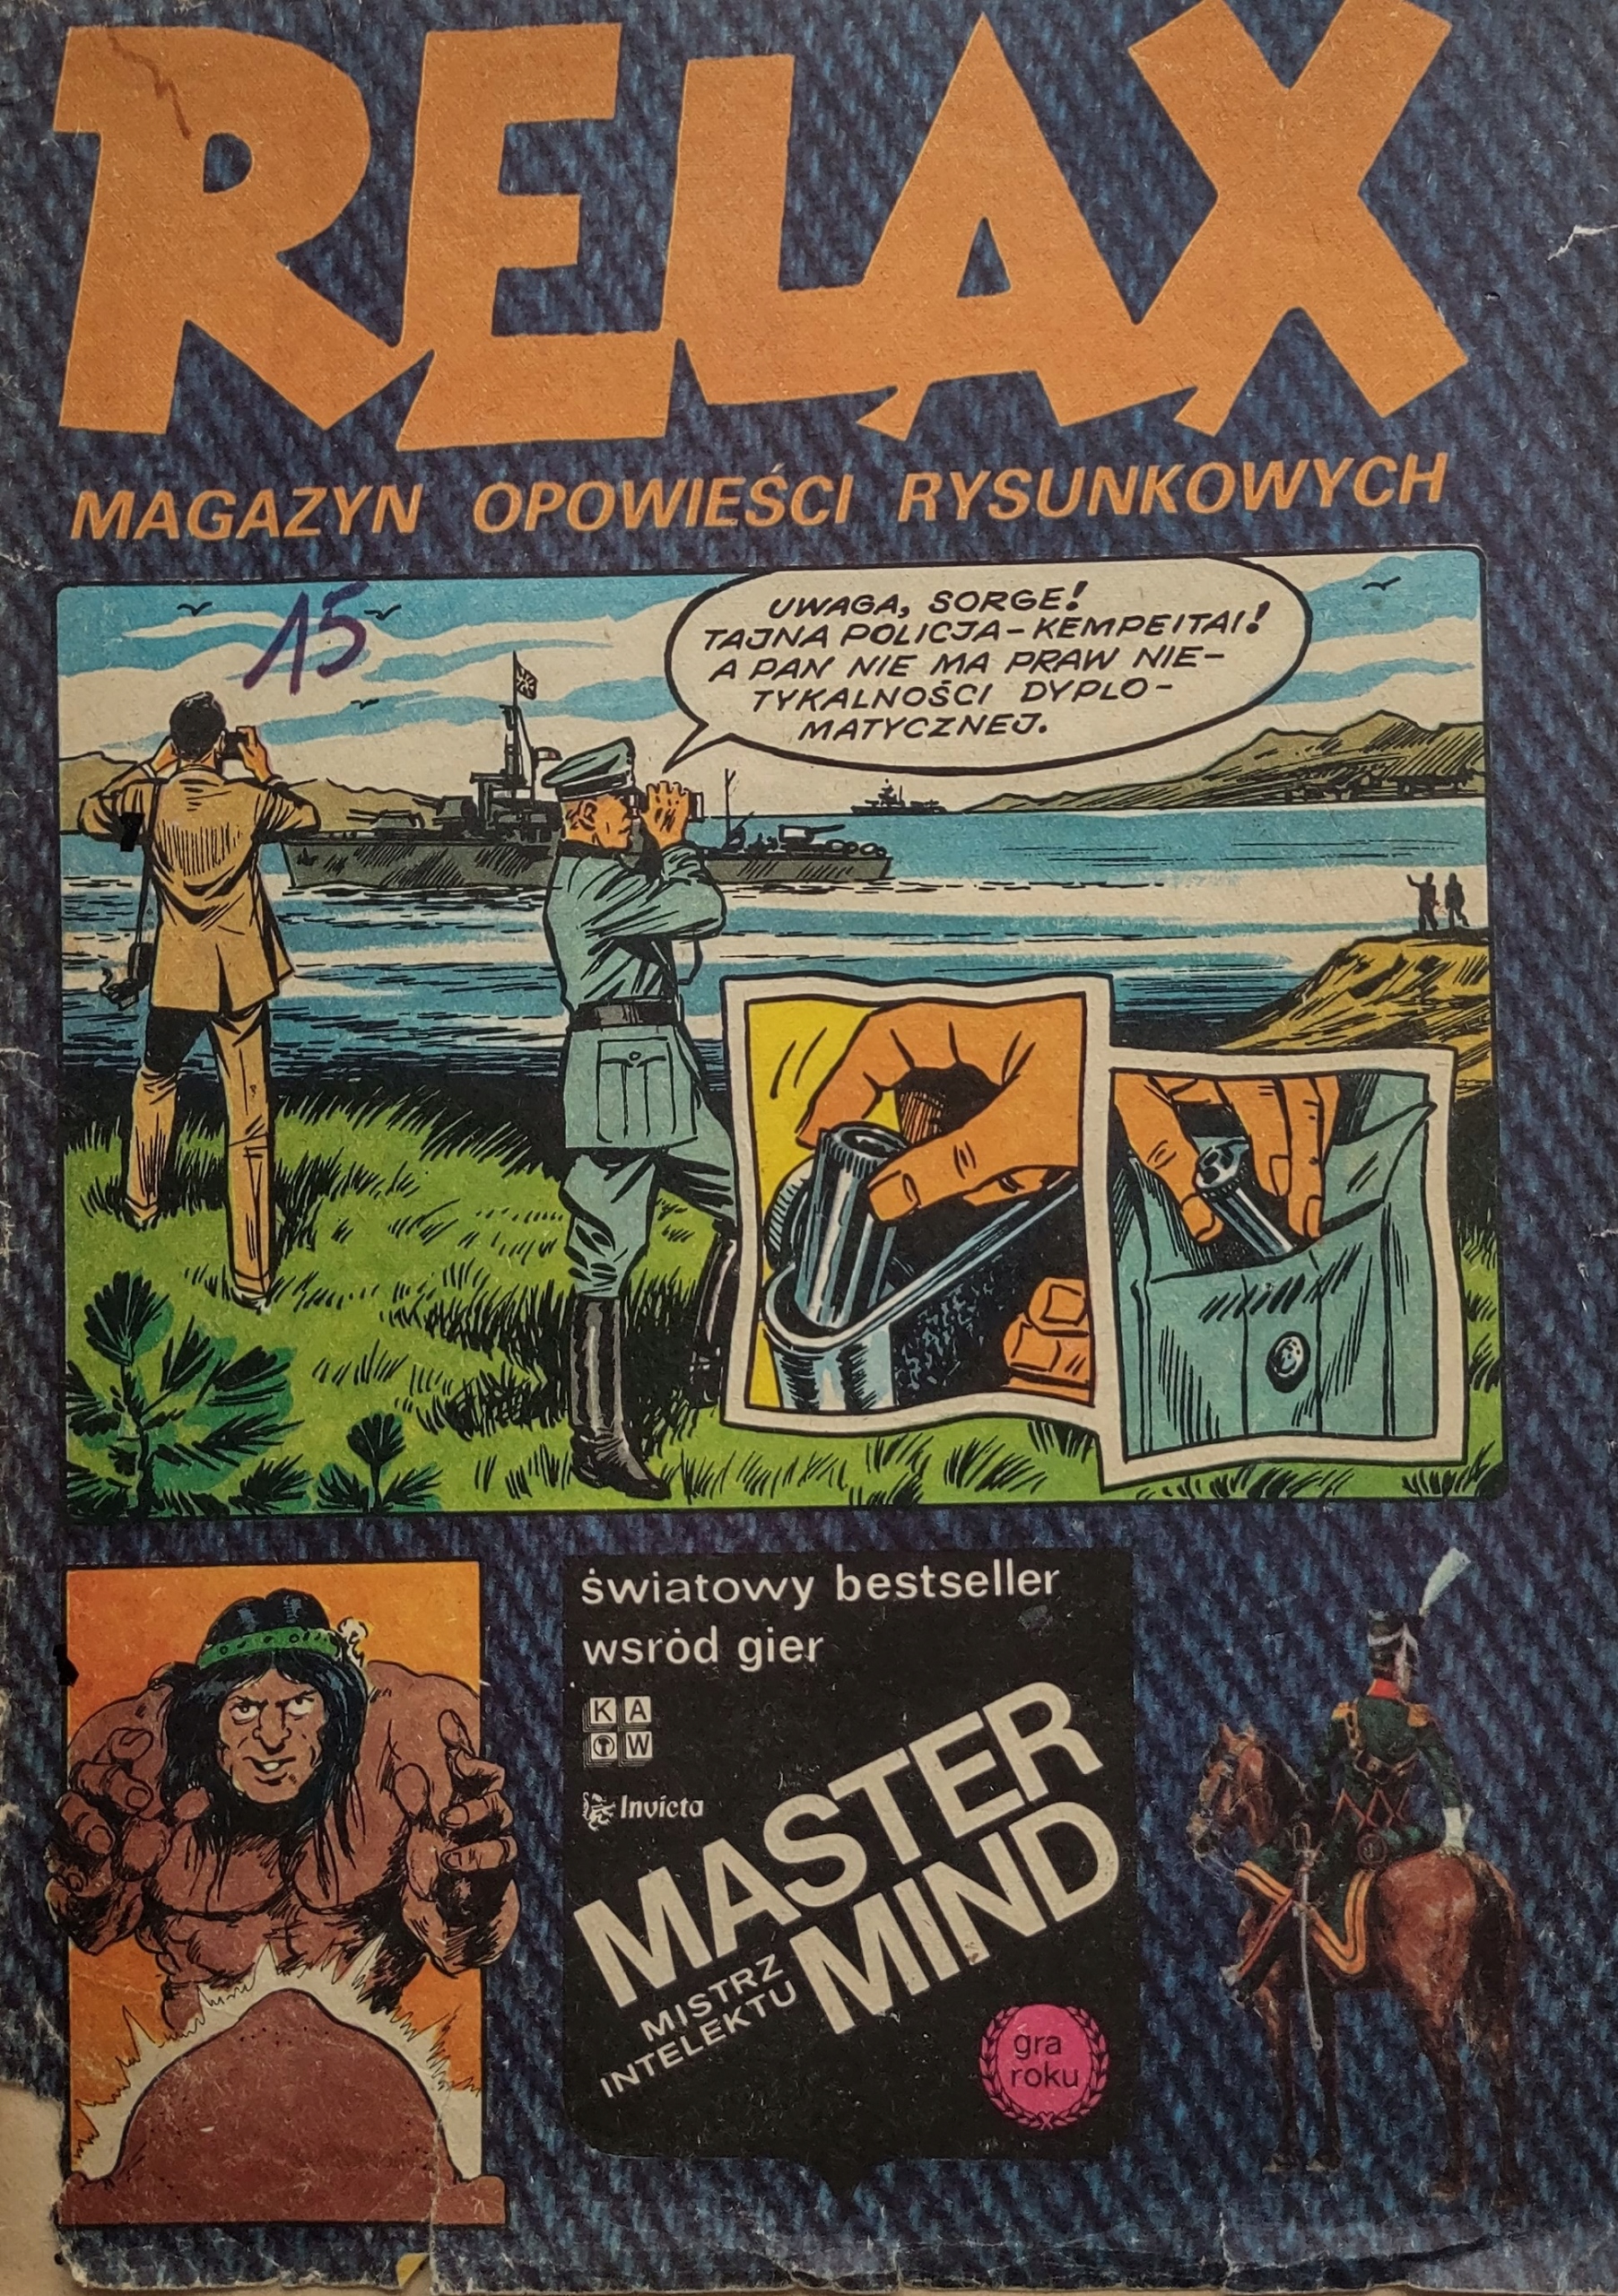 RELAX
MAGAZYN OPOWIEŚCI RYSUNKOWYCH
15
UWAGA, SORGE!
TAJNA POLICJA-KEMPEITAI!
A PAN NIE MA PRAW NIE-
TYKALNOŚCI DYPLO-
MATYCZNEJ.
światowy bestseller
wsród gier
K A
W
Invicta
MASTER
MIND
MISTRZ
INTELEKTU
gra
roku